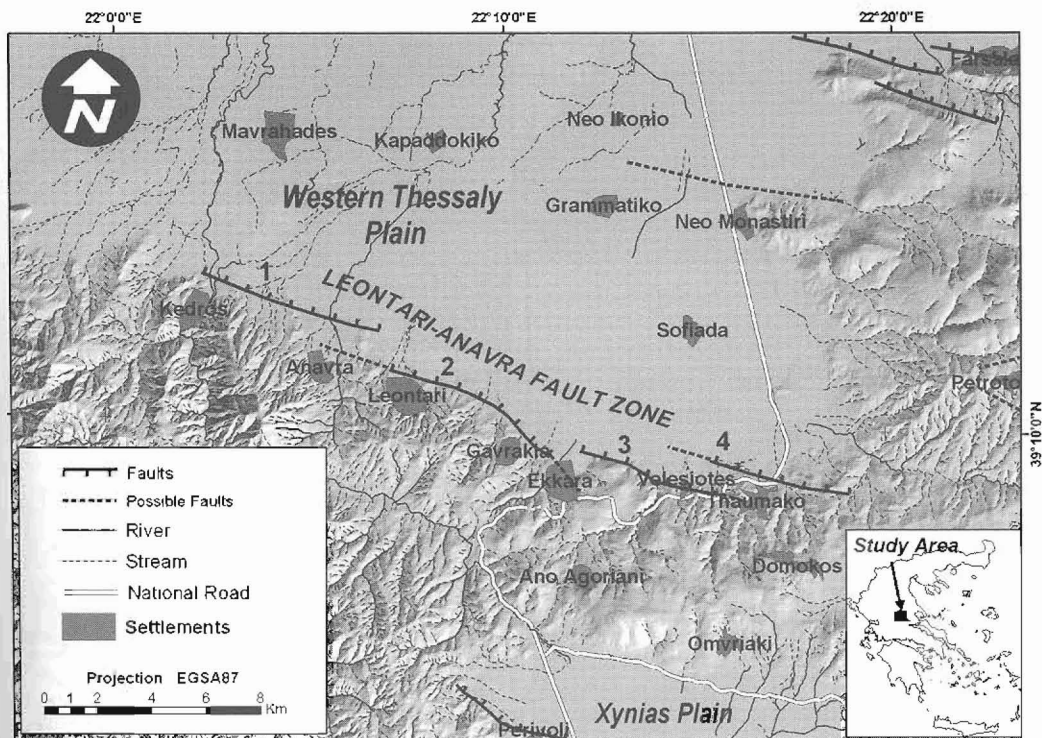 22°0'0"E
22°10'0"E
22°20'0"E
N
Farsala
Mavrahades
Kapaddokiko
Neo Ikonio
Western Thessaly
Plain
Grammatiko
Neo Monastiri
1
LEONTARI-ANAVRA FAULT ZONE
Kedros
Sofiada
Anavra
2
Leontari
Petroto
39°10'0"N
Gavrakia
3
4
Ekkara
Velesiotes
Thaumako
Faults
Possible Faults
River
Stream
National Road
Settlements
Projection EGSA87
0 1 2 4 6 8
Km
Ano Agoriani
Domokos
Omvriaki
Xynias Plain
Perivoli
Study Area